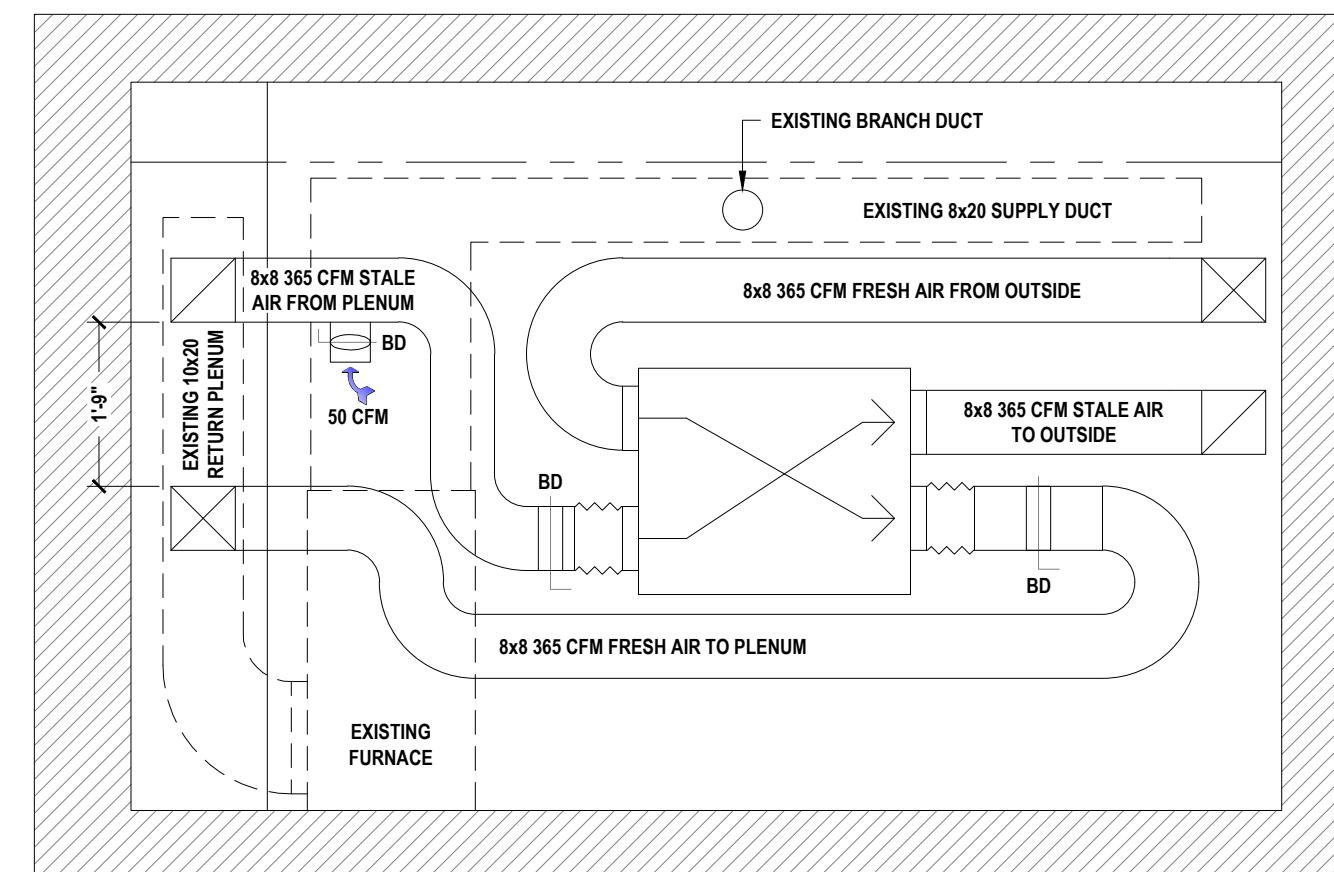 EXISTING BRANCH DUCT
EXISTING 8x20 SUPPLY DUCT
8x8 365 CFM STALE
AIR FROM PLENUM
8x8 365 CFM FRESH AIR FROM OUTSIDE
BD
50 CFM
1'-9"
EXISTING 10x20
RETURN PLENUM
8x8 365 CFM STALE AIR
TO OUTSIDE
BD
BD
8x8 365 CFM FRESH AIR TO PLENUM
EXISTING
FURNACE